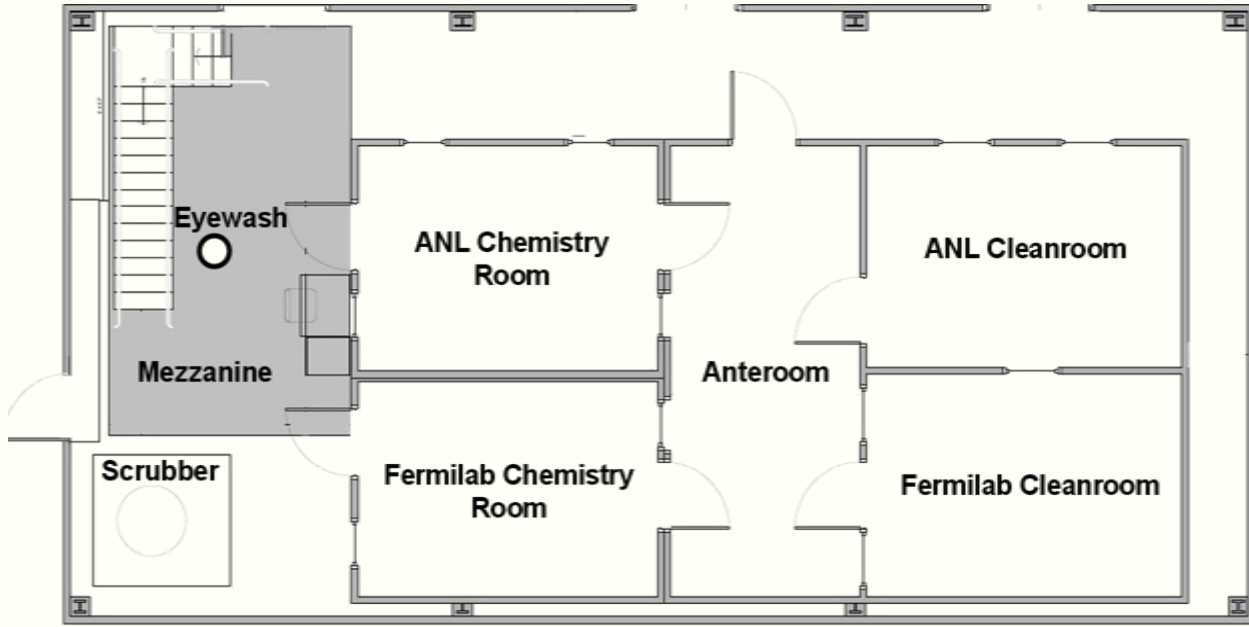 Eyewash
ANL Chemistry
Room
ANL Cleanroom
Mezzanine
Anteroom
Scrubber
Fermilab Chemistry
Room
Fermilab Cleanroom